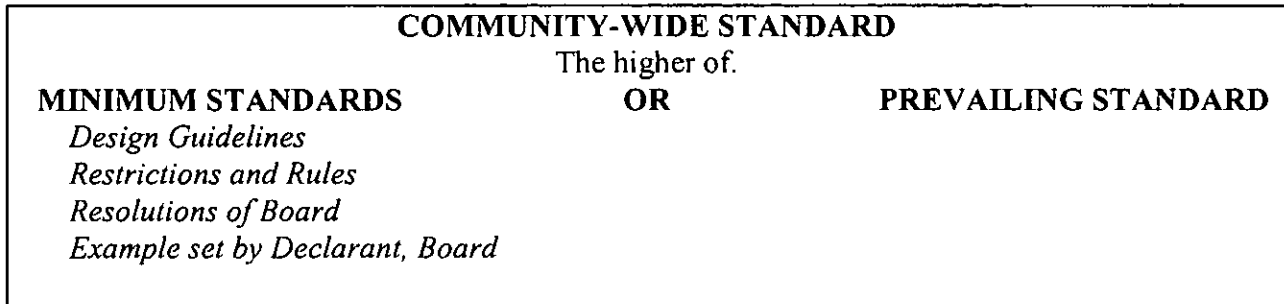 COMMUNITY-WIDE STANDARD
The higher of.
MINIMUM STANDARDS OR PREVAILING STANDARD
Design Guidelines
Restrictions and Rules
Resolutions of Board
Example set by Declarant, Board